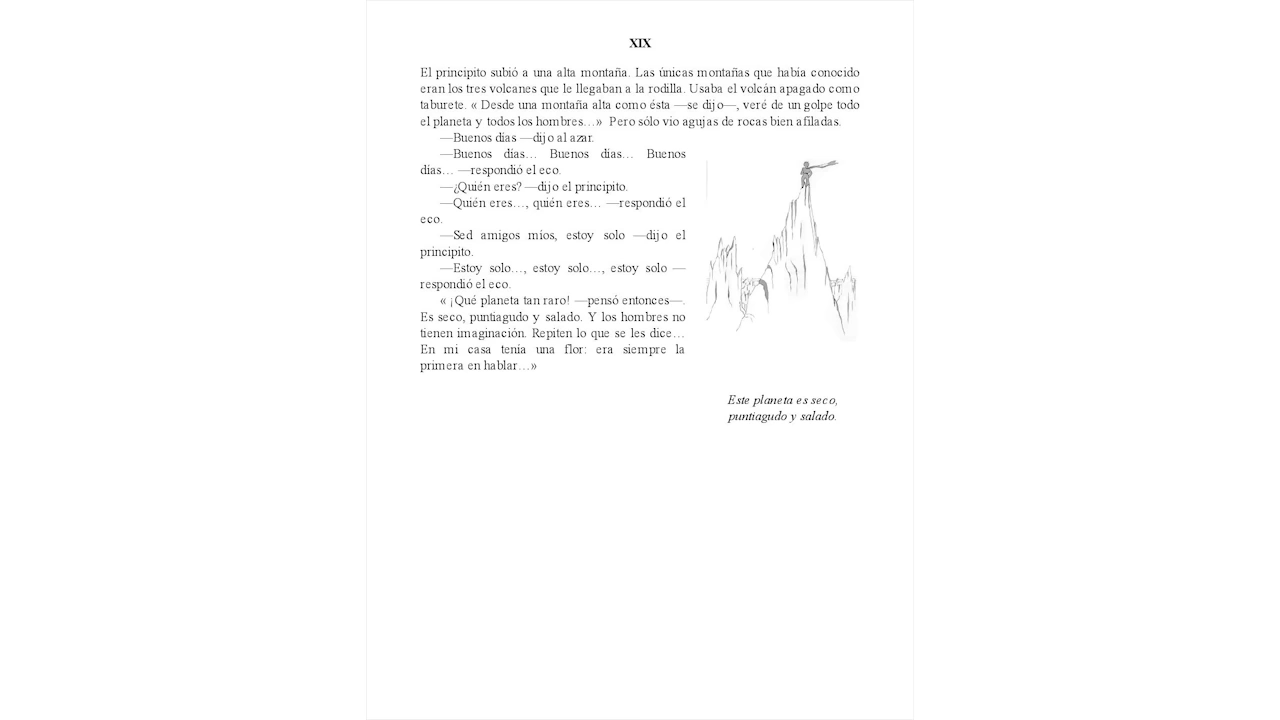 XIX
El principito subió a una alta montaña. Las únicas montañas que había conocido
eran los tres volcanes que le llegaban a la rodilla. Usaba el volcán apagado como
taburete. « Desde una montaña alta como ésta —se dijo—, veré de un golpe todo
el planeta y todos los hombres…» Pero sólo vio agujas de rocas bien afiladas.
—Buenos días —dijo al azar.
—Buenos días… Buenos días… Buenos
días… —respondió el eco.
—¿Quién eres? —dijo el principito.
—Quién eres…, quién eres… —respondió el
eco.
—Sed amigos míos, estoy solo —dijo el
principito.
—Estoy solo…, estoy solo…, estoy solo —
respondió el eco.
« ¡Qué planeta tan raro! —pensó entonces—.
Es seco, puntiagudo y salado. Y los hombres no
tienen imaginación. Repiten lo que se les dice…
En mi casa tenía una flor: era siempre la
primera en hablar…»
Este planeta es seco,
puntiagudo y salado.